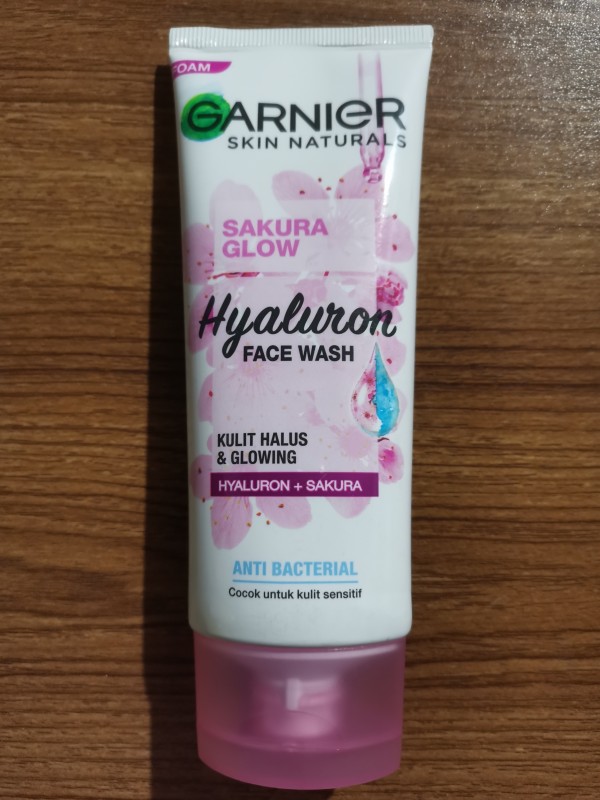 FOAM
GARNIER
SKIN NATURALS
SAKURA
GLOW
Hyaluron
FACE WASH
KULIT HALUS
& GLOWING
HYALURON + SAKURA
ANTI BACTERIAL
Cocok untuk kulit sensitif